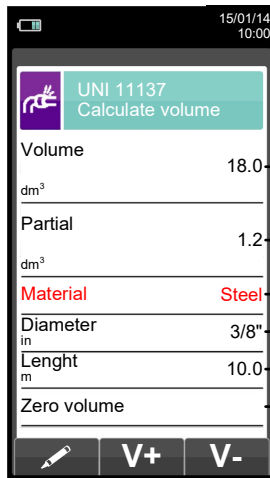 15/01/14
10:00
UNI 11137
Calculate volume
Volume
18.0
dm³
Partial
1.2
dm³
Material Steel
Diameter
in
3/8"
Lenght
m
10.0
Zero volume
V+ V-